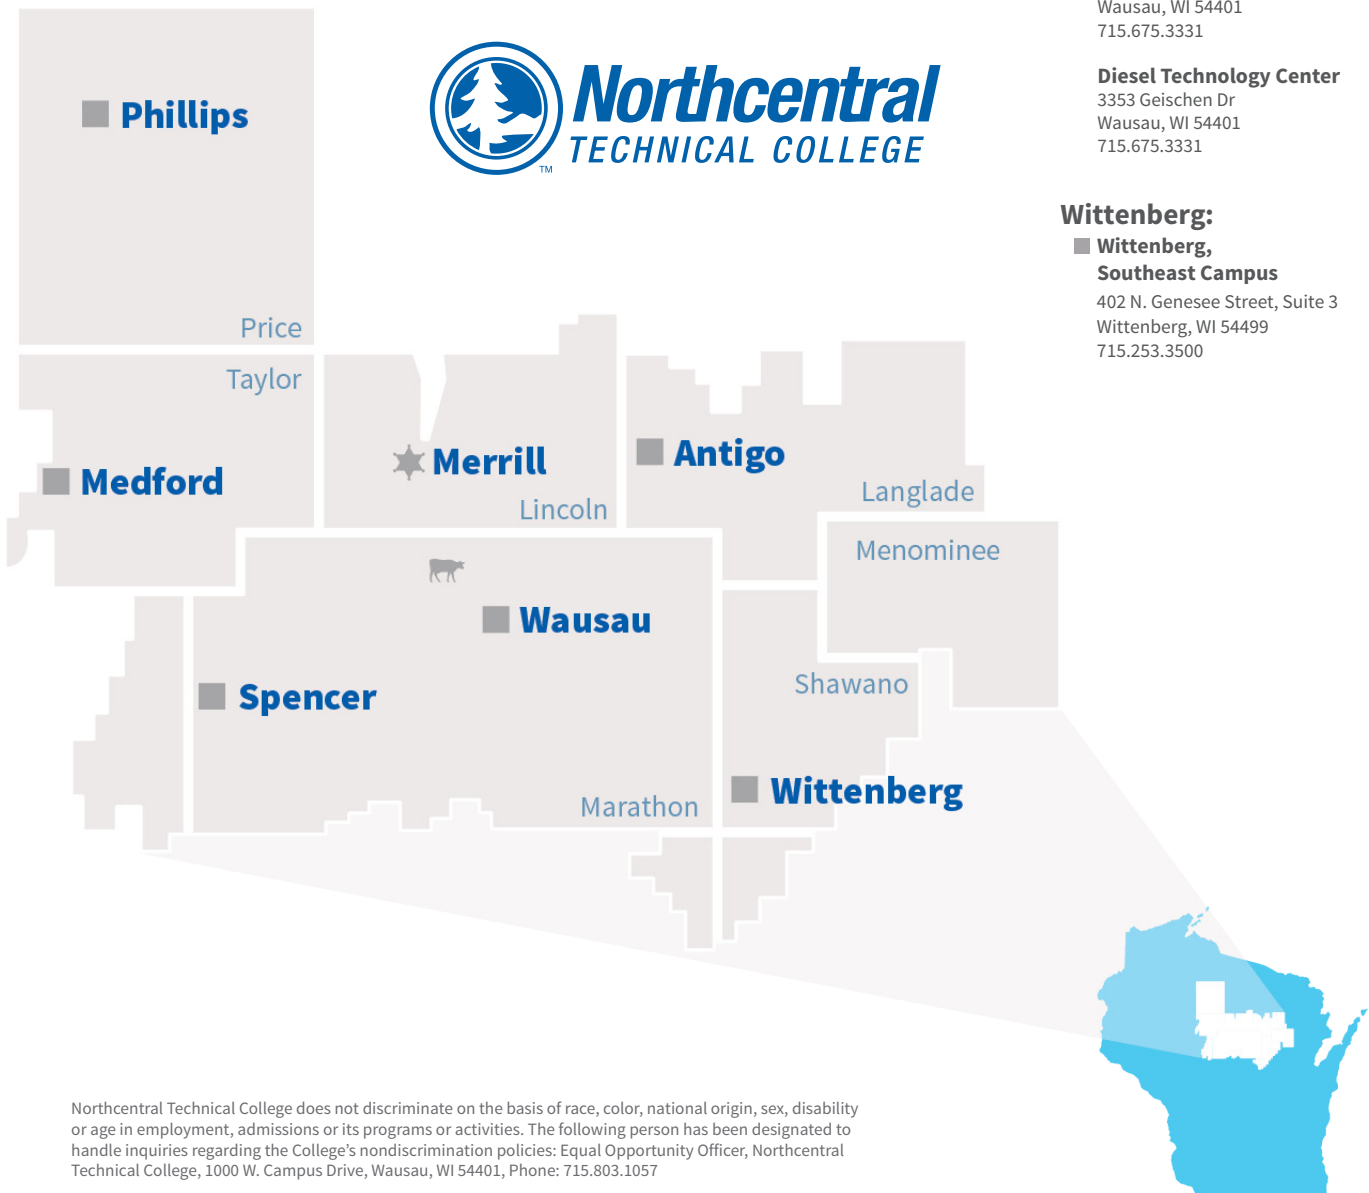 Wausau, WI 54401
715.675.3331
Diesel Technology Center
3353 Geischen Dr
Wausau, WI 54401
715.675.3331
Wittenberg:
Wittenberg,
Southeast Campus
402 N. Genesee Street, Suite 3
Wittenberg, WI 54499
715.253.3500
Northcentral
TECHNICAL COLLEGE
TM
Phillips
Price
Taylor
Medford
Merrill
Lincoln
Antigo
Langlade
Menominee
Wausau
Spencer
Shawano
Marathon
Wittenberg
Northcentral Technical College does not discriminate on the basis of race, color, national origin, sex, disability
or age in employment, admissions or its programs or activities. The following person has been designated to
handle inquiries regarding the College's nondiscrimination policies: Equal Opportunity Officer, Northcentral
Technical College, 1000 W. Campus Drive, Wausau, WI 54401, Phone: 715.803.1057